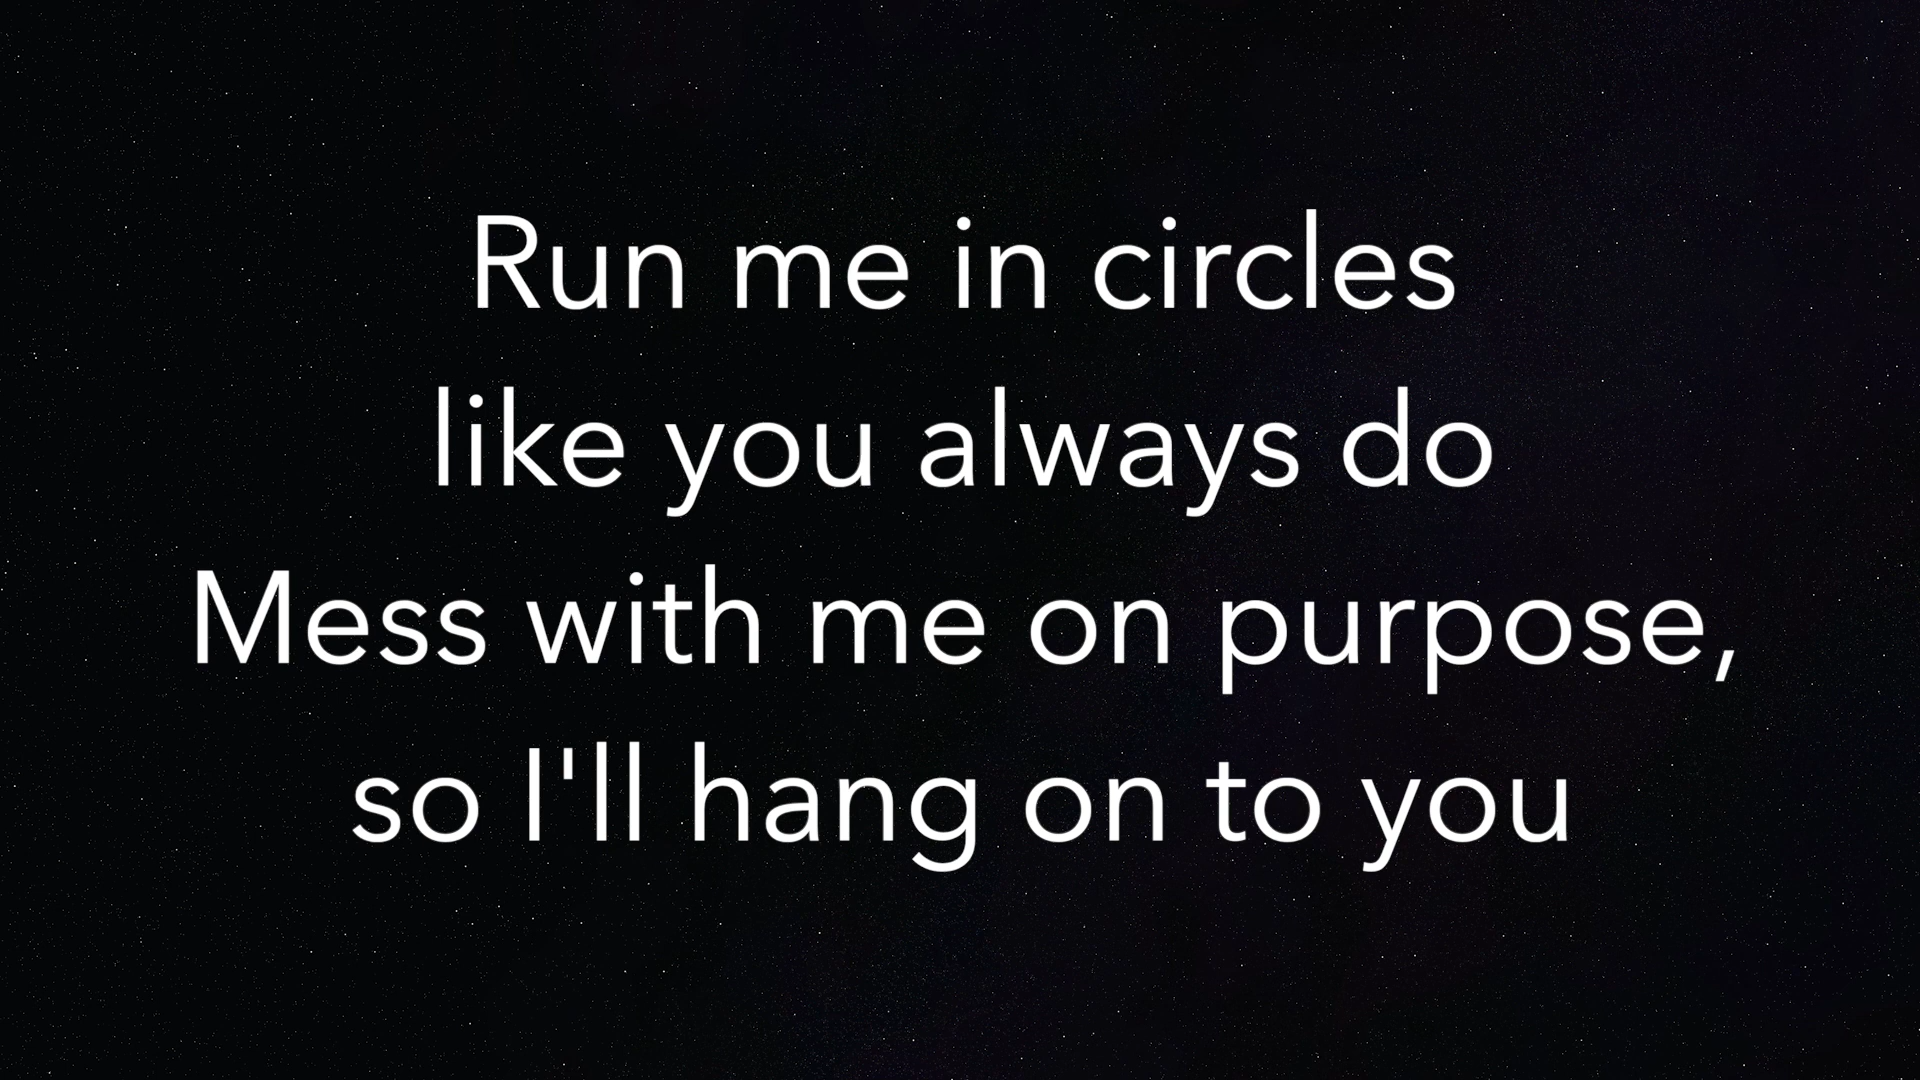 Run me in circles
like you always do
Mess with me on purpose,
so I'll hang on to you